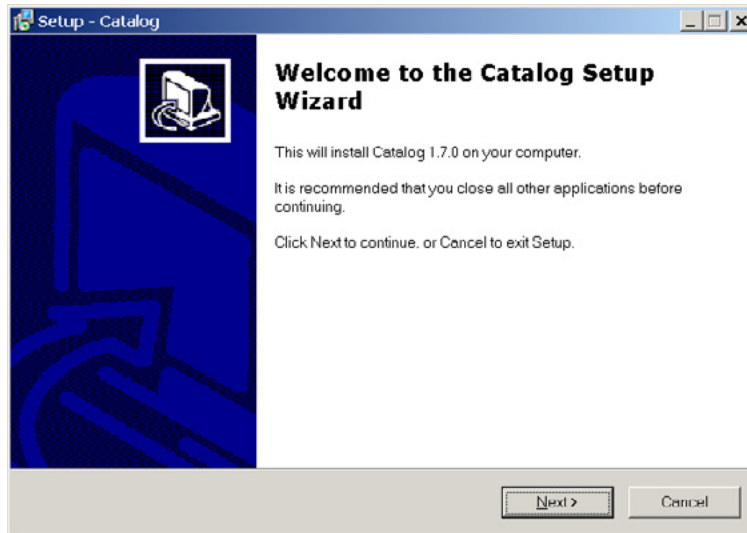 Setup - Catalog
Welcome to the Catalog Setup
Wizard
This will install Catalog 1.7.0 on your computer.
It is recommended that you close all other applications before
continuing.
Click Next to continue, or Cancel to exit Setup.
Next >
Cancel